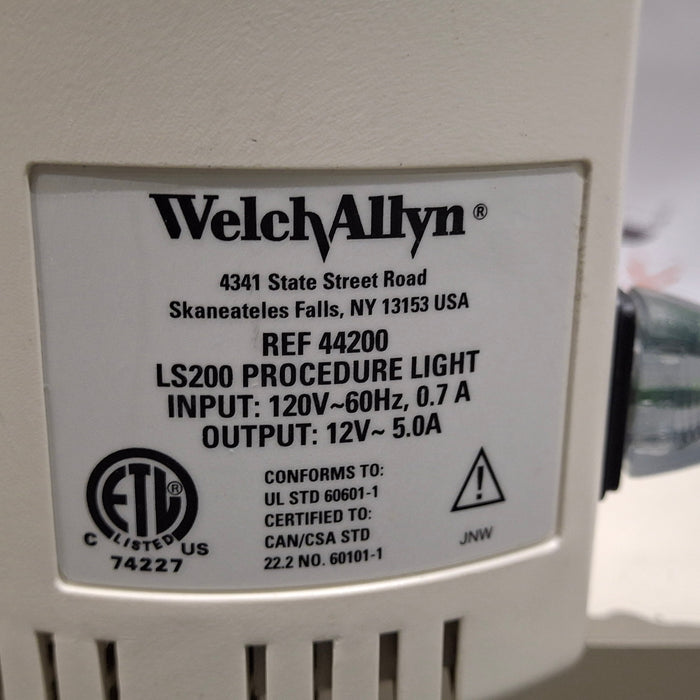 WelchAllyn®
4341 State Street Road
Skaneateles Falls, NY 13153 USA
REF 44200
LS200 PROCEDURE LIGHT
INPUT: 120V~60Hz, 0.7 A
OUTPUT: 12V~ 5.0A
ETL®
LISTED
C US
74227
CONFORMS TO:
UL STD 60601-1
CERTIFIED TO:
CAN/CSA STD
22.2 NO. 60101-1
!
JNW